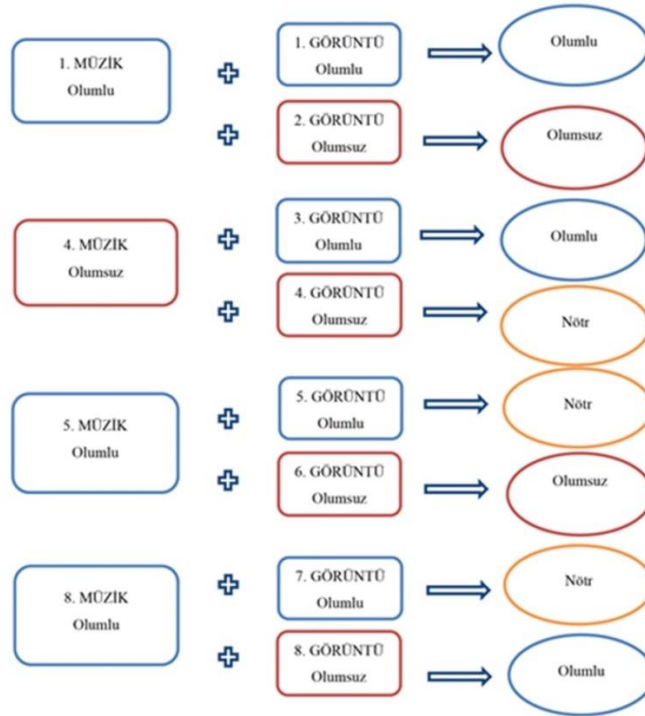 1. MÜZİK
Olumlu
1. GÖRÜNTÜ
Olumlu
Olumlu
2. GÖRÜNTÜ
Olumsuz
Olumsuz
4. MÜZİK
Olumsuz
3. GÖRÜNTÜ
Olumlu
Olumlu
4. GÖRÜNTÜ
Olumsuz
Nötr
5. MÜZİK
Olumlu
5. GÖRÜNTÜ
Olumlu
Nötr
6. GÖRÜNTÜ
Olumsuz
Olumsuz
8. MÜZİK
Olumlu
7. GÖRÜNTÜ
Olumlu
Nötr
8. GÖRÜNTÜ
Olumsuz
Olumlu